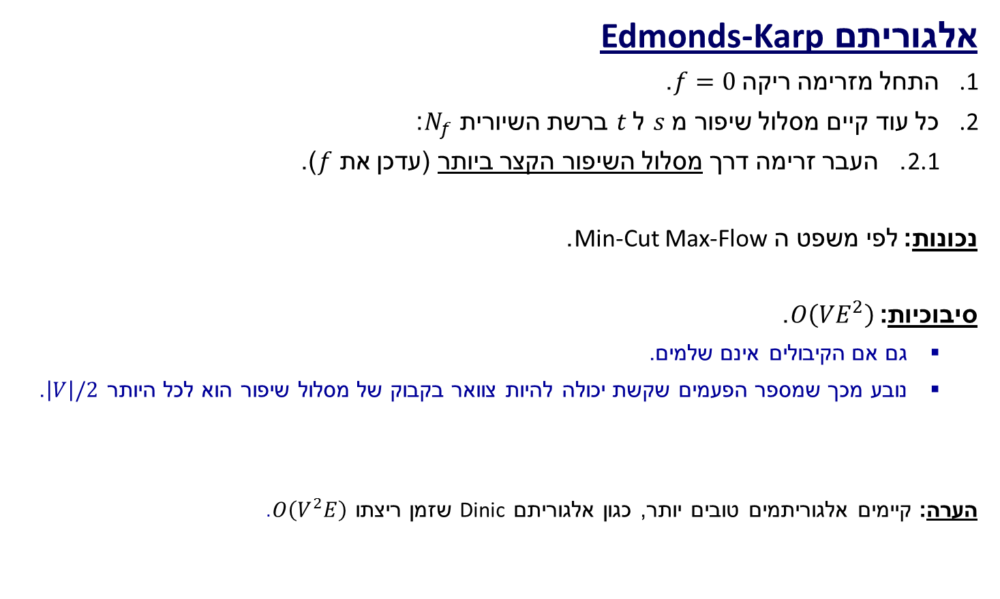 אלגוריתם Edmonds-Karp
1. התחל מזרימה ריקה f = 0.
2. כל עוד קיים מסלול שיפור מ s ל t ברשת השיורית N_f:
2.1. העבר זרימה דרך מסלול השיפור הקצר ביותר (עדכן את f).
נכונות: לפי משפט ה Min-Cut Max-Flow.
סיבוכיות: O(VE²).
▪ גם אם הקיבולים אינם שלמים.
▪ נובע מכך שמספר הפעמים שקשת יכולה להיות צוואר בקבוק של מסלול שיפור הוא לכל היותר |V|/2.
הערה: קיימים אלגוריתמים טובים יותר, כגון אלגוריתם Dinic שזמן ריצתו O(V²E).